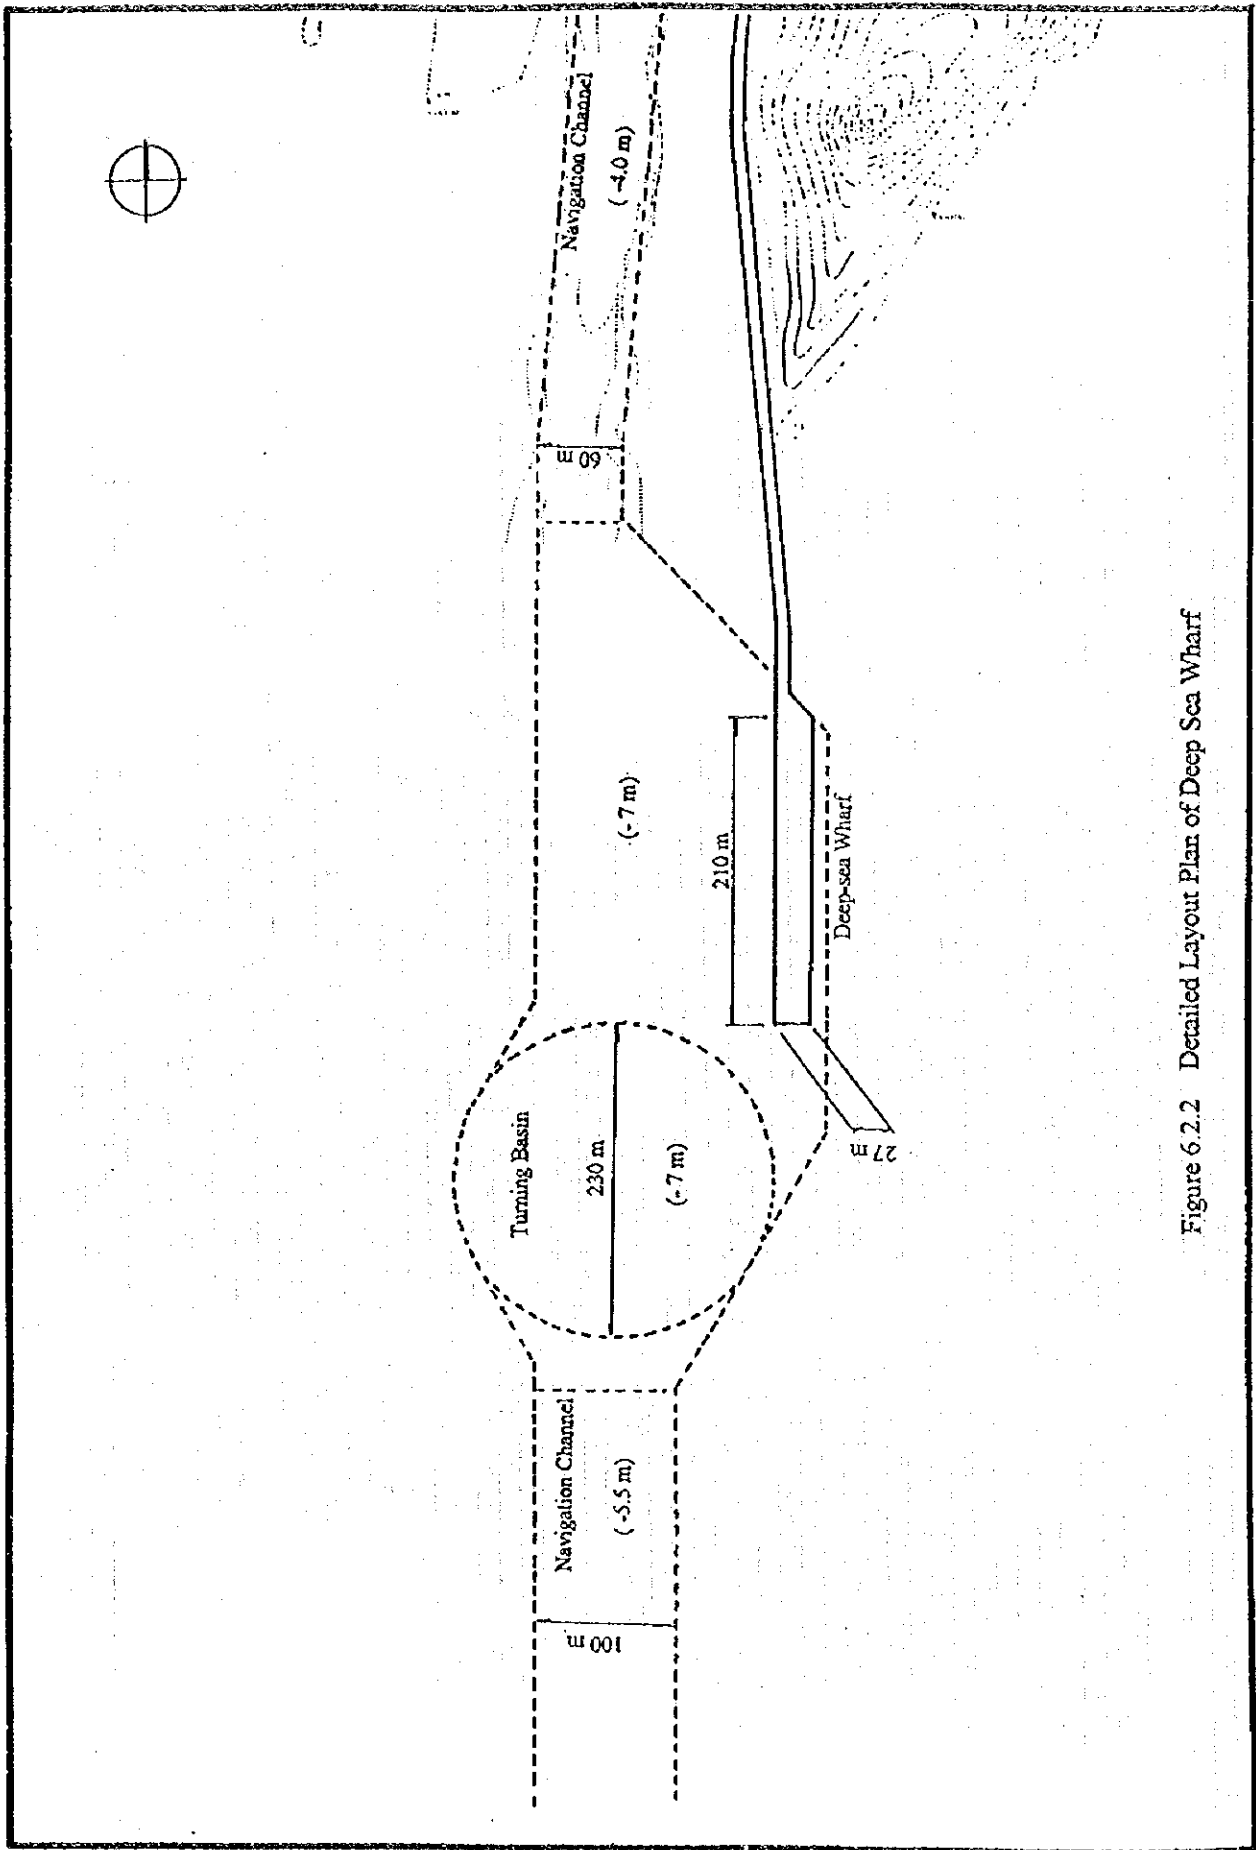 Navigation Channel
( -4.0 m)
60 m
(- 7 m)
210 m
Deep-sea Wharf
27 m
Turning Basin
230 m
(- 7 m)
Navigation Channel
( -5.5 m)
100 m
Figure 6.2.2 Detailed Layout Plan of Deep Sea Wharf